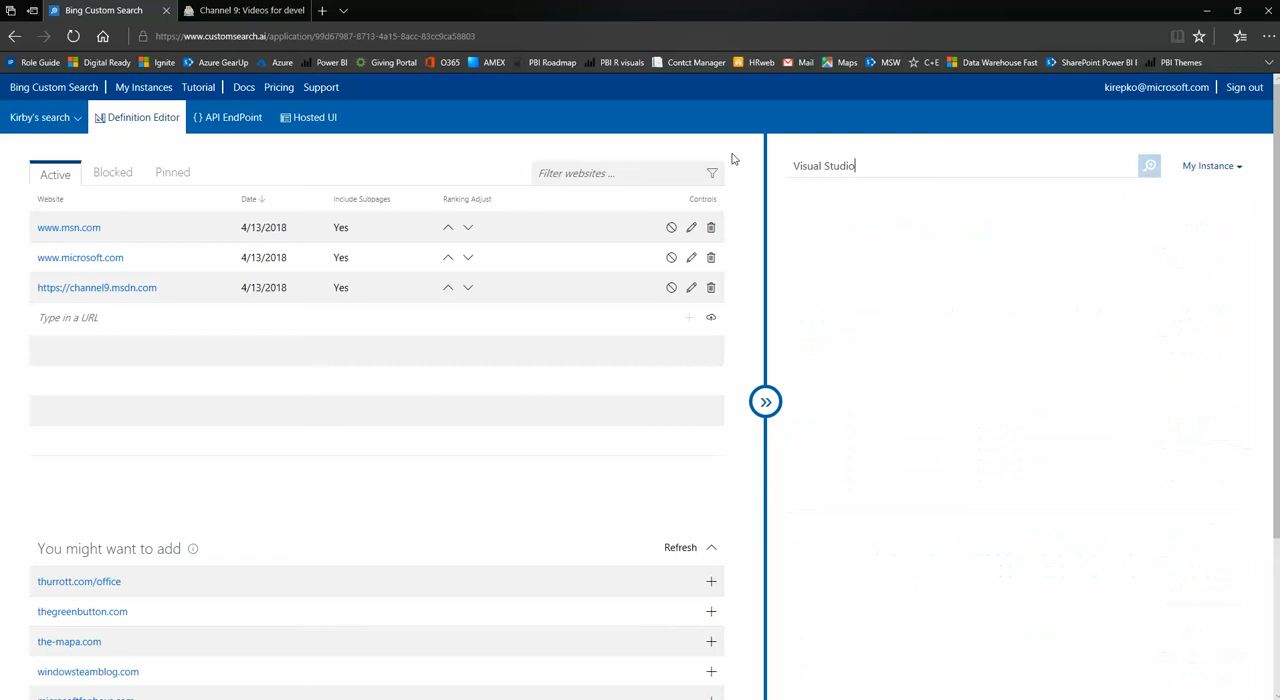 Bing Custom Search
Channel 9: Videos for devel
https://www.customsearch.ai/application/99d67987-8713-4a15-8acc-83cc9ca58803
Role Guide Digital Ready Ignite Azure GearUp Azure Power BI Giving Portal O365 AMEX PBI Roadmap PBI R visuals Contct Manager HRweb Mail Maps MSW C+E Data Warehouse Fast SharePoint Power BI I PBI Themes
Bing Custom Search My Instances Tutorial Docs Pricing Support kirepko@microsoft.com Sign out
Kirby's search Definition Editor {} API EndPoint Hosted UI
Visual Studio My Instance
Active Blocked Pinned Filter websites ...
Website Date Include Subpages Ranking Adjust Controls
www.msn.com 4/13/2018 Yes
www.microsoft.com 4/13/2018 Yes
https://channel9.msdn.com 4/13/2018 Yes
Type in a URL
You might want to add Refresh
thurrott.com/office
thegreenbutton.com
the-mapa.com
windowsteamblog.com